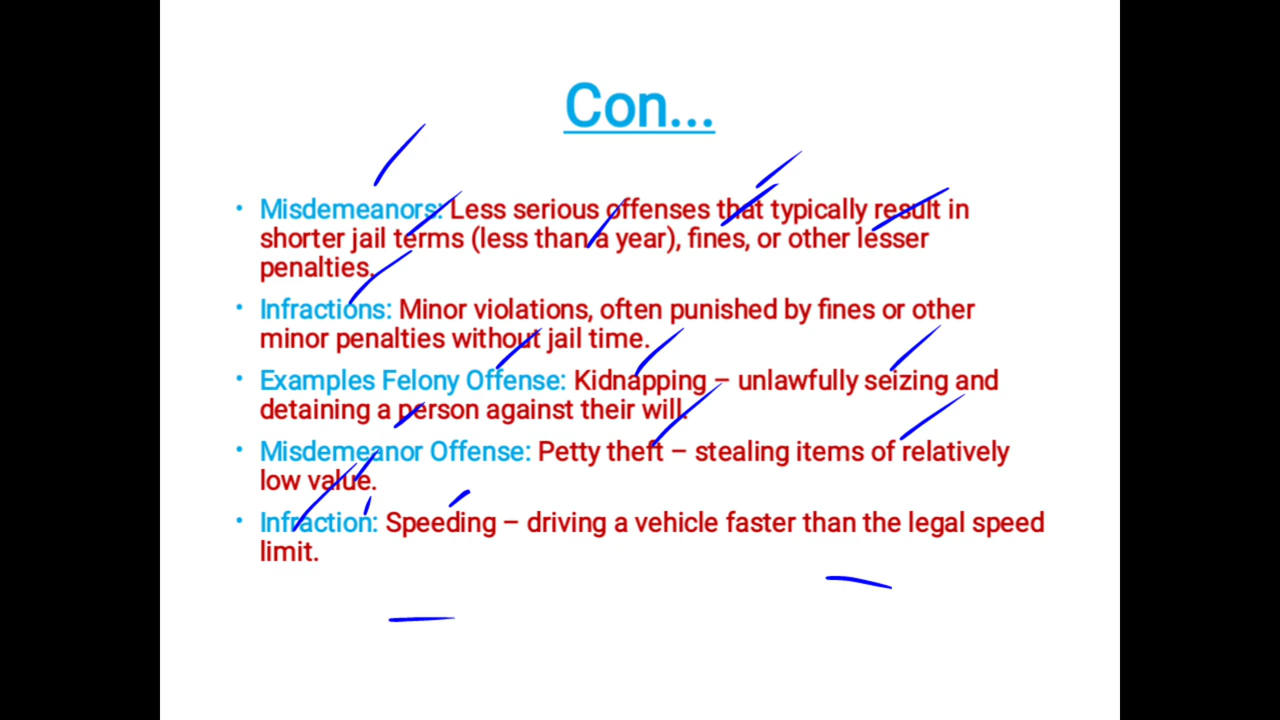 Con...
• Misdemeanors: Less serious offenses that typically result in
shorter jail terms (less than a year), fines, or other lesser
penalties.
• Infractions: Minor violations, often punished by fines or other
minor penalties without jail time.
• Examples Felony Offense: Kidnapping – unlawfully seizing and
detaining a person against their will.
• Misdemeanor Offense: Petty theft – stealing items of relatively
low value.
• Infraction: Speeding – driving a vehicle faster than the legal speed
limit.